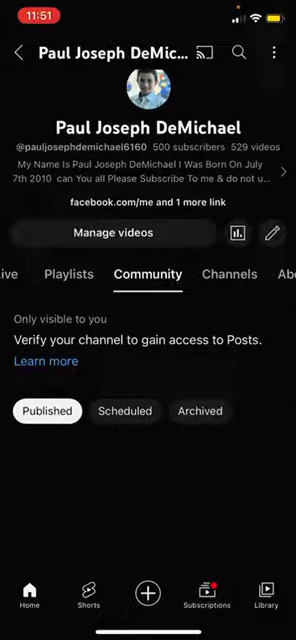 11:51
Paul Joseph DeMic...
Paul Joseph DeMichael
@pauljosephdemichael6160 500 subscribers 529 videos
My Name Is Paul Joseph DeMichael I Was Born On July
7th 2010 can You all Please Subscribe To me & do not u...
facebook.com/me and 1 more link
Manage videos
ive Playlists Community Channels Abo
Only visible to you
Verify your channel to gain access to Posts.
Learn more
Published Scheduled Archived
Home Shorts Subscriptions Library